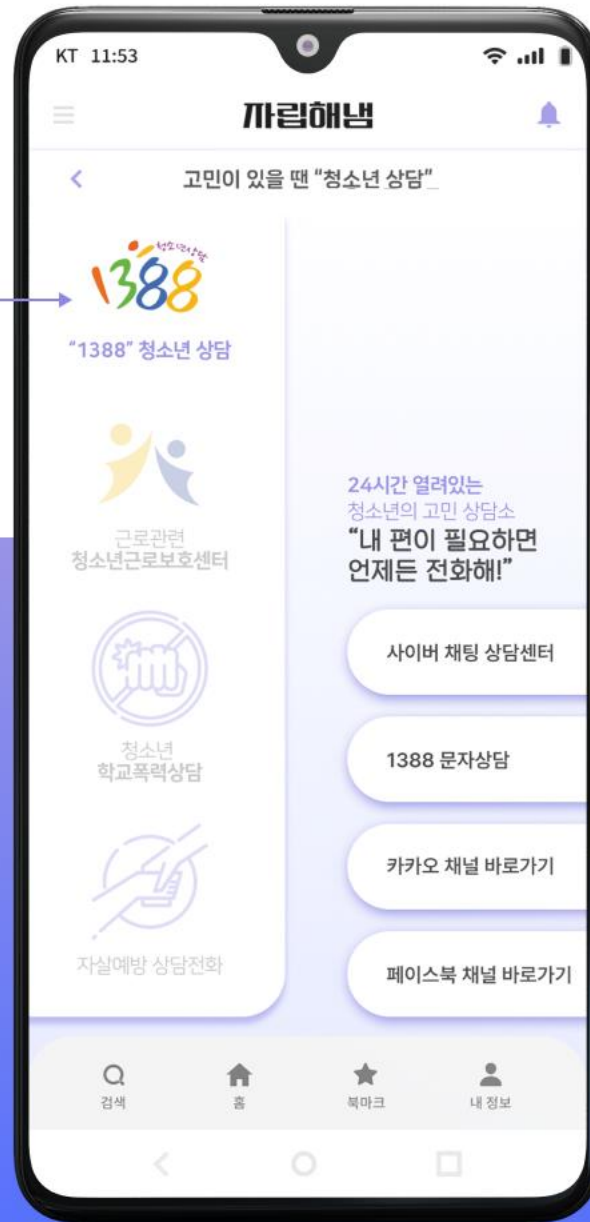 KT 11:53
자립해냄
고민이 있을 땐 “청소년 상담”
청소년상담
1388
“1388” 청소년 상담
근로관련
청소년근로보호센터
청소년
학교폭력상담
자살예방 상담전화
24시간 열려있는
청소년의 고민 상담소
“내 편이 필요하면
언제든 전화해!”
사이버 채팅 상담센터
1388 문자상담
카카오 채널 바로가기
페이스북 채널 바로가기
검색
홈
북마크
내 정보